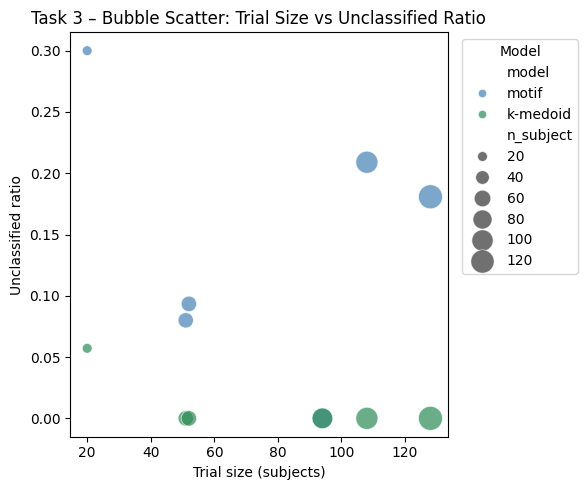 Task 3 – Bubble Scatter: Trial Size vs Unclassified Ratio
Unclassified ratio
0.30
0.25
0.20
0.15
0.10
0.05
0.00
20
40
60
80
100
120
Trial size (subjects)
Model
model
motif
k-medoid
n_subject
20
40
60
80
100
120